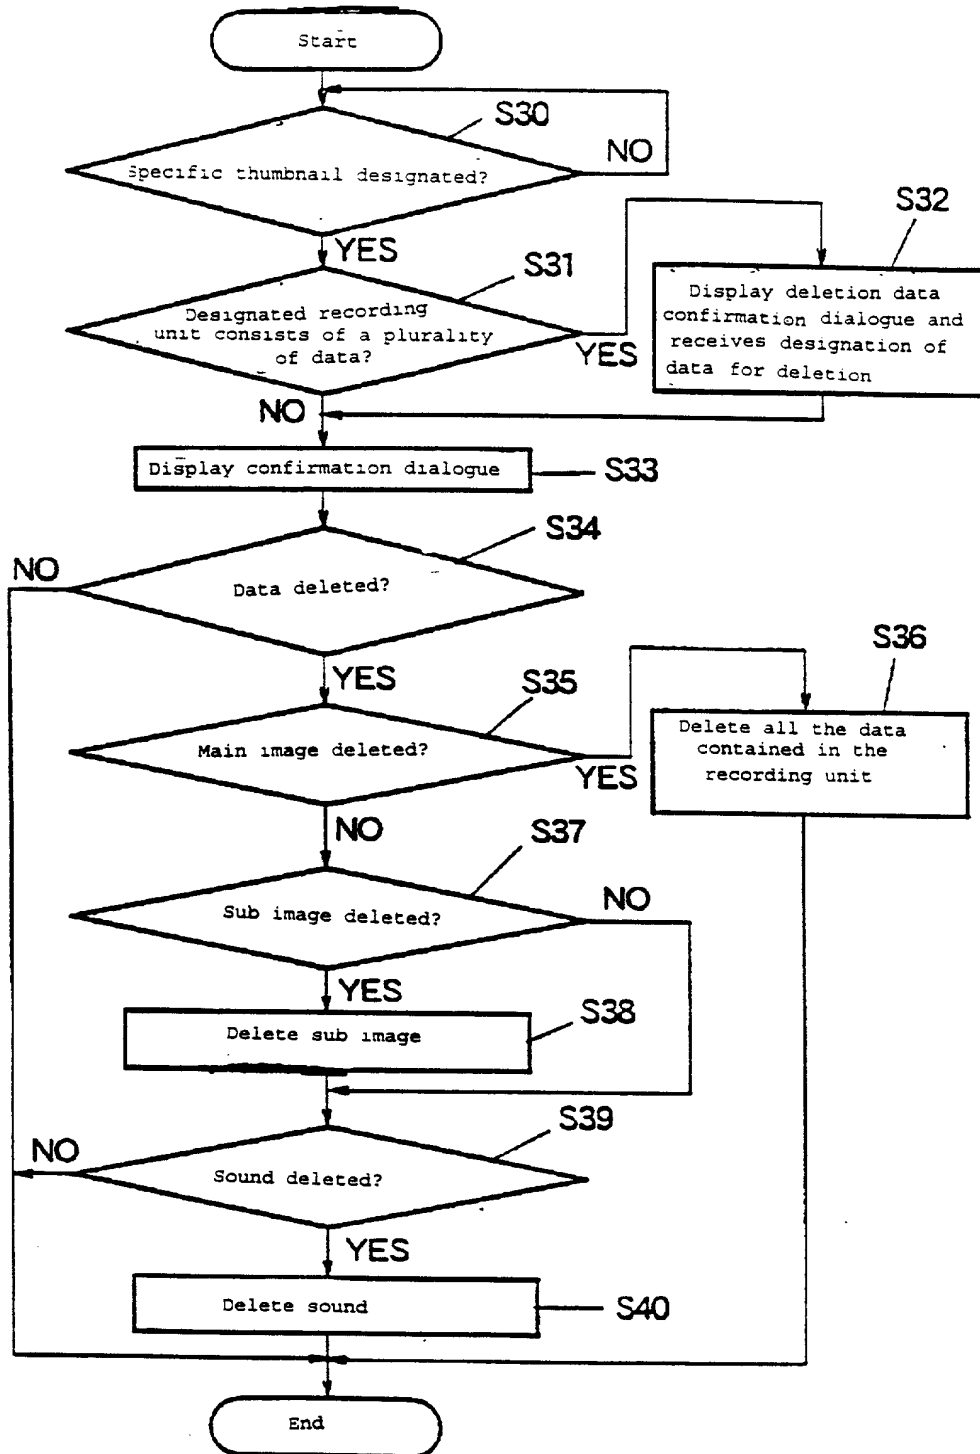 Start
S30
Specific thumbnail designated?
NO
YES
S31
Designated recording
unit consists of a plurality
of data?
YES
NO
S32
Display deletion data
confirmation dialogue and
receives designation of
data for deletion
Display confirmation dialogue
S33
S34
Data deleted?
NO
YES
S35
Main image deleted?
YES
NO
S36
Delete all the data
contained in the
recording unit
S37
Sub image deleted?
NO
YES
Delete sub image
S38
S39
Sound deleted?
NO
YES
Delete sound
S40
End